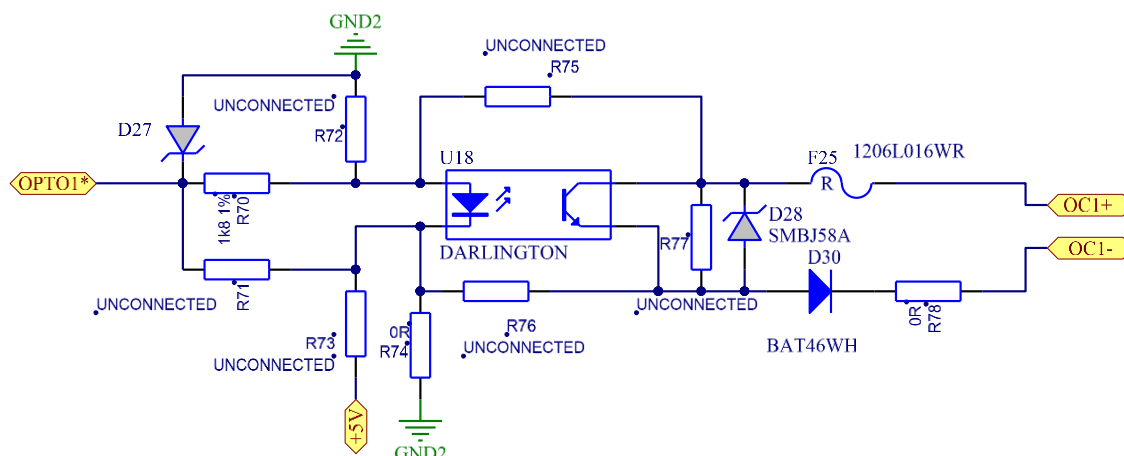 GND2
UNCONNECTED
R75
D27
UNCONNECTED
R72
U18
F25
1206L016WR
OPTO1*
1k8 1%
R70
OC1+
R77
D28
SMBJ58A
DARLINGTON
D30
OC1-
R71
UNCONNECTED
UNCONNECTED
0R
R78
R73
0R
R74
R76
UNCONNECTED
UNCONNECTED
BAT46WH
+5V
GND2